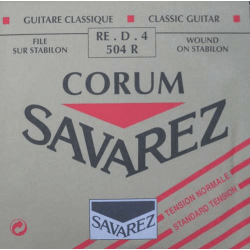 GUITARE CLASSIQUE
RE . D . 4
CLASSIC GUITAR
FILE
SUR STABILON
504 R
WOUND
ON STABILON
CORUM
SAVAREZ
TENSION NORMALE
STANDARD TENSION
SAVAREZ